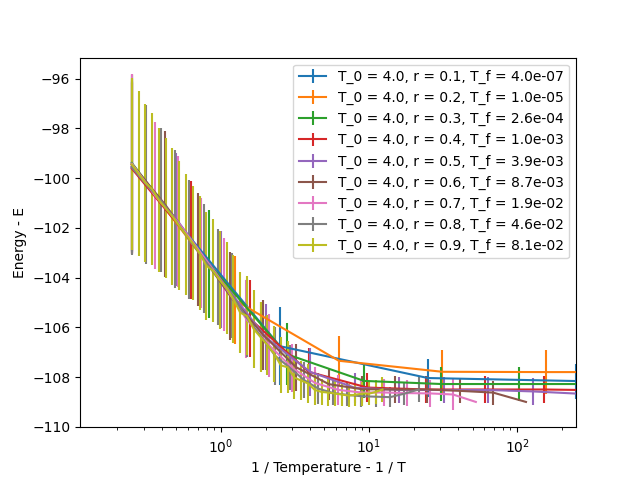 −96
−98
−100
−102
−104
−106
−108
−110
Energy - E
10⁰
10¹
10²
1 / Temperature - 1 / T
T_0 = 4.0, r = 0.1, T_f = 4.0e-07
T_0 = 4.0, r = 0.2, T_f = 1.0e-05
T_0 = 4.0, r = 0.3, T_f = 2.6e-04
T_0 = 4.0, r = 0.4, T_f = 1.0e-03
T_0 = 4.0, r = 0.5, T_f = 3.9e-03
T_0 = 4.0, r = 0.6, T_f = 8.7e-03
T_0 = 4.0, r = 0.7, T_f = 1.9e-02
T_0 = 4.0, r = 0.8, T_f = 4.6e-02
T_0 = 4.0, r = 0.9, T_f = 8.1e-02